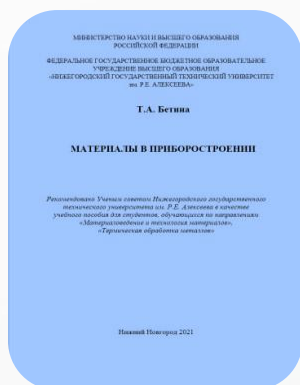 МИНИСТЕРСТВО НАУКИ И ВЫСШЕГО ОБРАЗОВАНИЯ
РОССИЙСКОЙ ФЕДЕРАЦИИ
ФЕДЕРАЛЬНОЕ ГОСУДАРСТВЕННОЕ БЮДЖЕТНОЕ ОБРАЗОВАТЕЛЬНОЕ
УЧРЕЖДЕНИЕ ВЫСШЕГО ОБРАЗОВАНИЯ
«НИЖЕГОРОДСКИЙ ГОСУДАРСТВЕННЫЙ ТЕХНИЧЕСКИЙ УНИВЕРСИТЕТ
им. Р.Е. АЛЕКСЕЕВА»
Т.А. Бетина
МАТЕРИАЛЫ В ПРИБОРОСТРОЕНИИ
Рекомендовано Ученым советом Нижегородского государственного
технического университета им. Р.Е. Алексеева в качестве
учебного пособия для студентов, обучающихся по направлениям
«Материаловедение и технологии материалов»,
«Термическая обработка металлов»
Нижний Новгород 2021